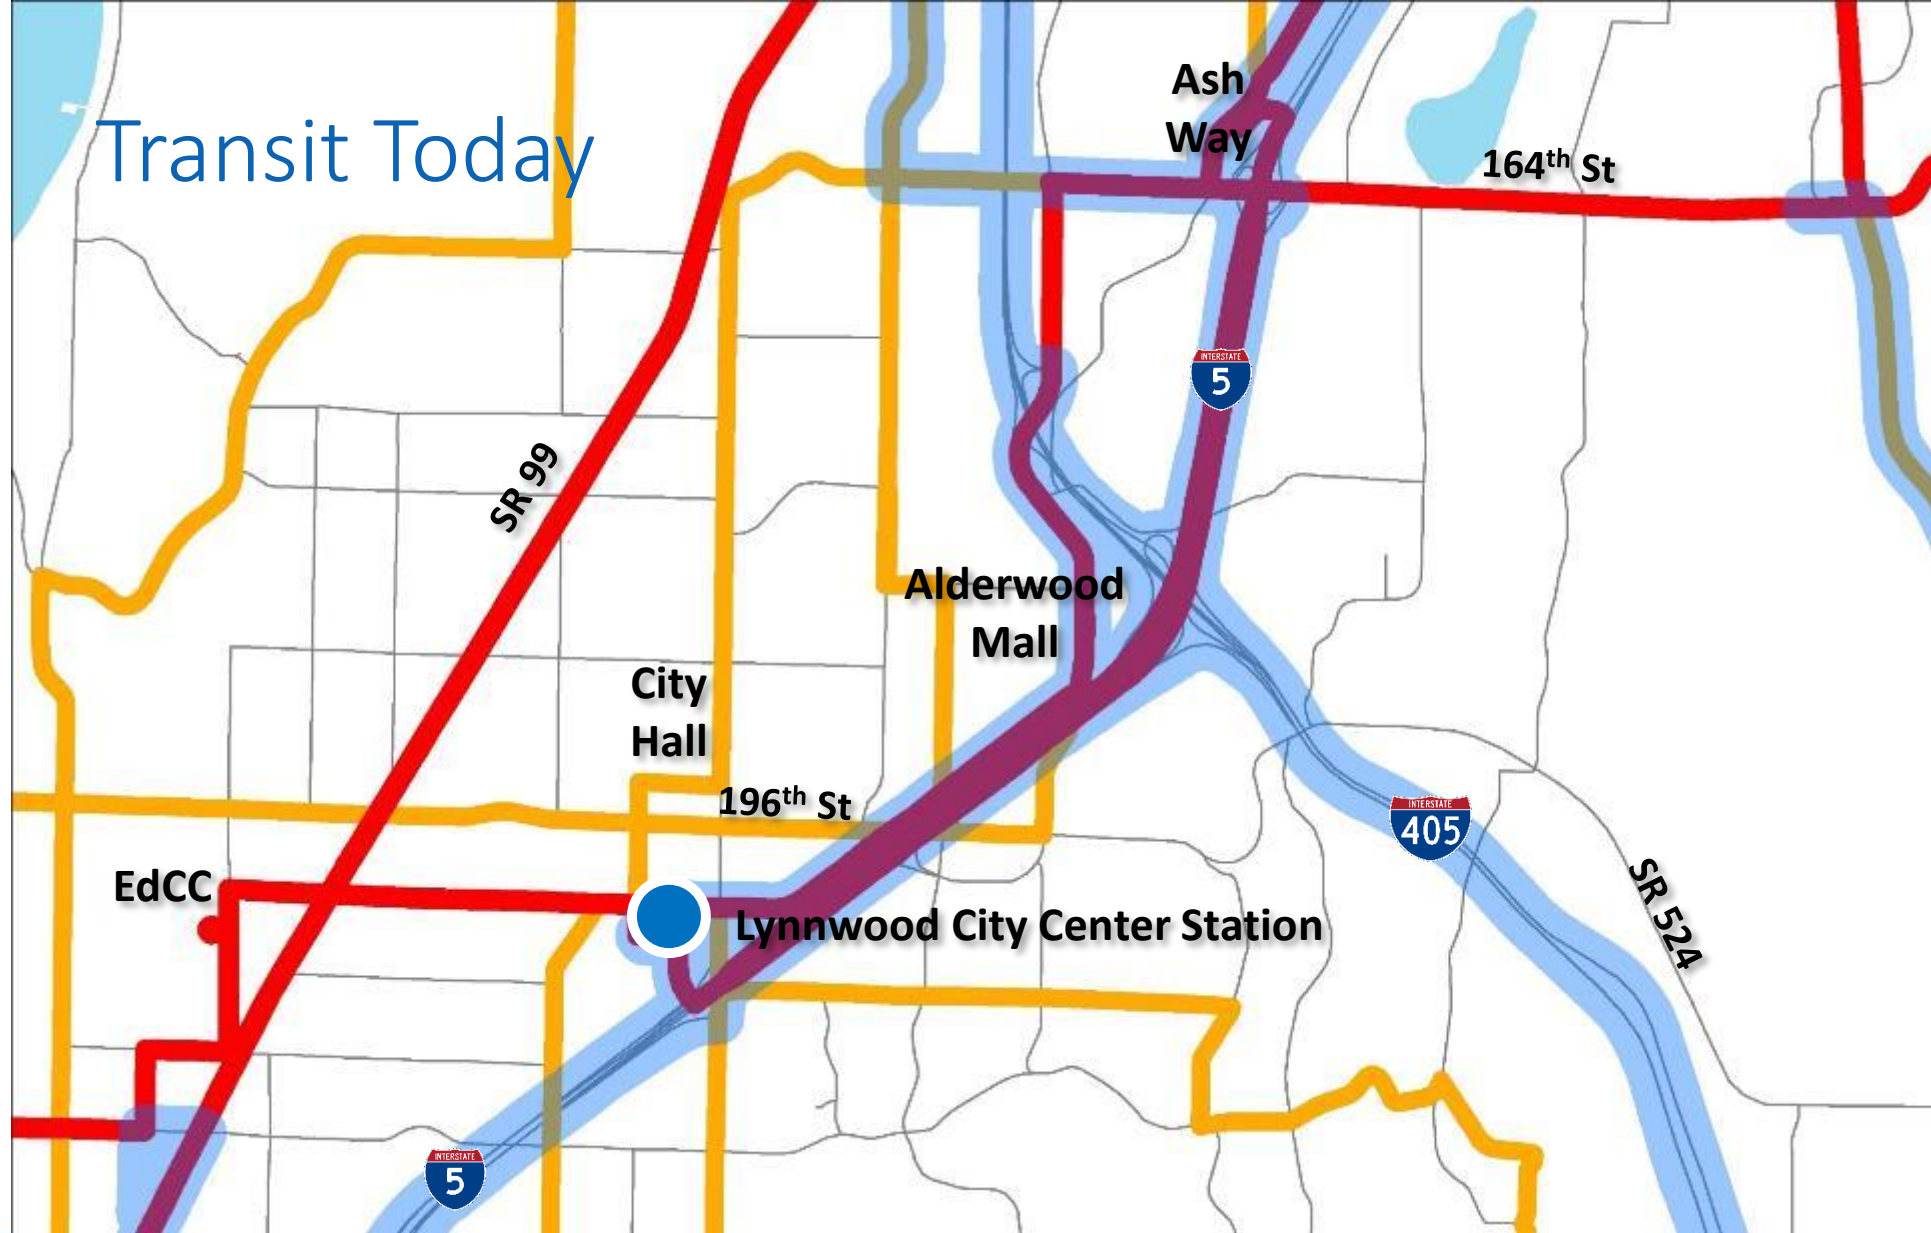 Transit Today
Ash
Way
164th St
INTERSTATE
5
SR 99
Alderwood
Mall
City
Hall
196th St
INTERSTATE
405
EdCC
Lynnwood City Center Station
SR 524
INTERSTATE
5